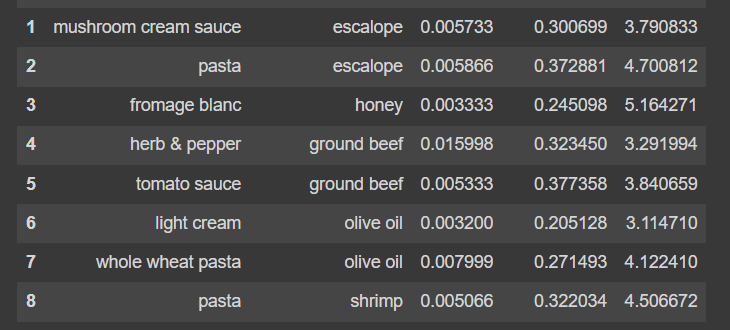 1 mushroom cream sauce escalope 0.005733 0.300699 3.790833
2 pasta escalope 0.005866 0.372881 4.700812
3 fromage blanc honey 0.003333 0.245098 5.164271
4 herb & pepper ground beef 0.015998 0.323450 3.291994
5 tomato sauce ground beef 0.005333 0.377358 3.840659
6 light cream olive oil 0.003200 0.205128 3.114710
7 whole wheat pasta olive oil 0.007999 0.271493 4.122410
8 pasta shrimp 0.005066 0.322034 4.506672